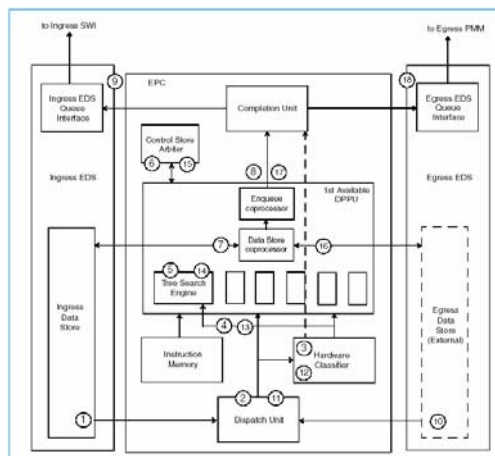 to Ingress SWI
to Egress PMM
9
18
EPC
Ingress EDS
Queue
Interface
Completion Unit
Egress EDS
Queue
Interface
Control Store
Arbiter
6
15
8
17
Ingress EDS
Egress EDS
1st Available
DPPU
Enqueue
coprocessor
7
Data Store
coprocessor
16
5
14
Tree Search
Engine
Ingress
Data
Store
Egress
Data
Store
(External)
4
13
Instruction
Memory
3
Hardware
Classifier
12
2
11
1
Dispatch Unit
10